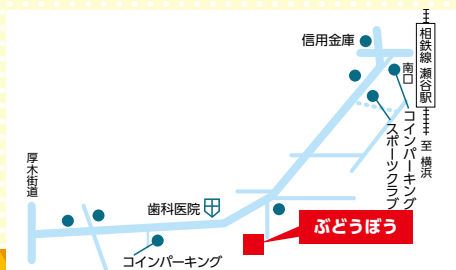 信用金庫
相鉄線 瀬谷駅
南口
至 横浜
コインパーキング
スポーツクラブ
厚木街道
歯科医院
ぶどうぼう
コインパーキング